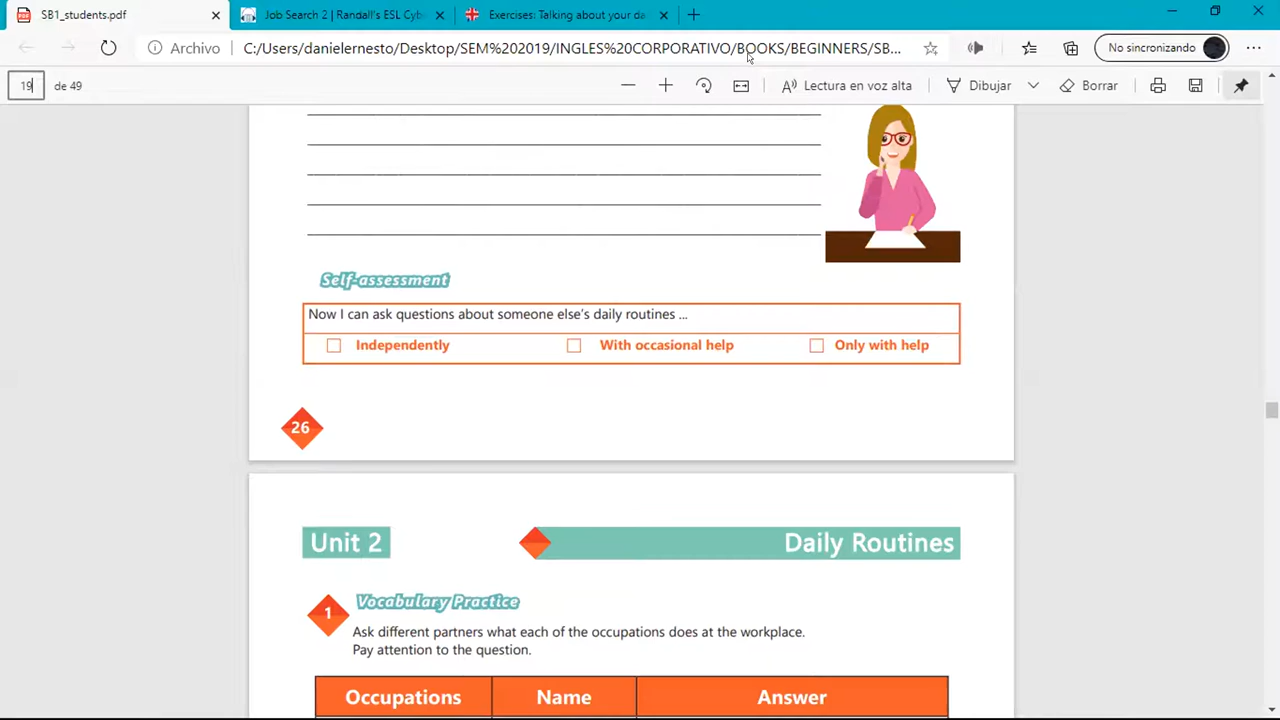 SB1_students.pdf
Job Search 2 | Randall's ESL Cyb
Exercises: Talking about your da
Archivo
C:/Users/danielernesto/Desktop/SEM%202019/INGLES%20CORPORATIVO/BOOKS/BEGINNERS/SB...
No sincronizando
19
de 49
Lectura en voz alta
Dibujar
Borrar
Self-assessment
Now I can ask questions about someone else's daily routines ...
Independently
With occasional help
Only with help
26
Unit 2
Daily Routines
1
Vocabulary Practice
Ask different partners what each of the occupations does at the workplace.
Pay attention to the question.
Occupations
Name
Answer